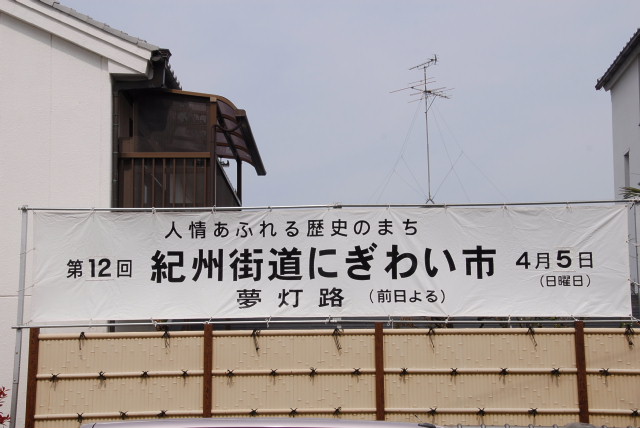 人情あふれる歴史のまち
第12回 紀州街道にぎわい市 4月5日
(日曜日)
夢灯路 (前日よる)